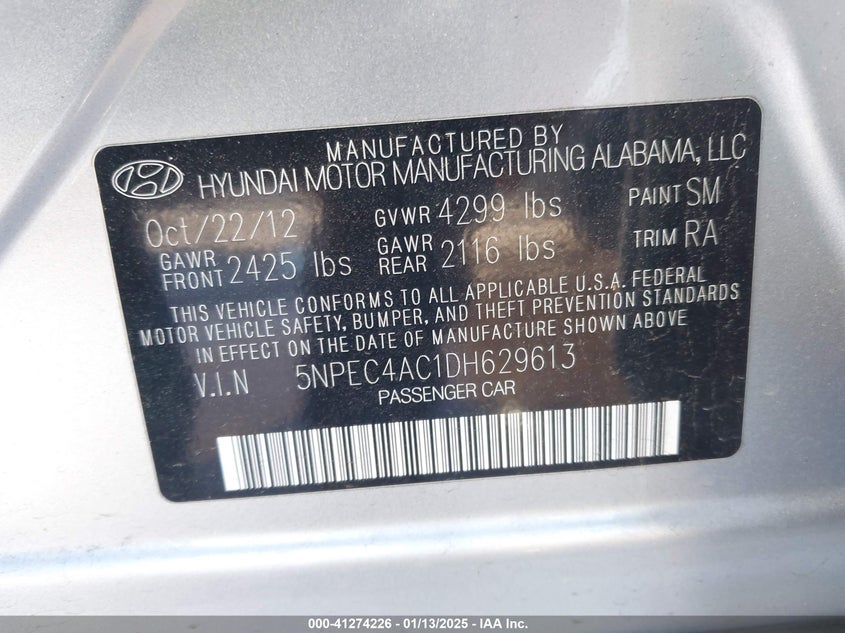 MANUFACTURED BY
HYUNDAI MOTOR MANUFACTURING ALABAMA, LLC
Oct/22/12 GVWR 4299 lbs PAINT SM
GAWR FRONT 2425 lbs GAWR REAR 2116 lbs TRIM RA
THIS VEHICLE CONFORMS TO ALL APPLICABLE U.S.A. FEDERAL
MOTOR VEHICLE SAFETY, BUMPER, AND THEFT PREVENTION STANDARDS
IN EFFECT ON THE DATE OF MANUFACTURE SHOWN ABOVE
V.I.N 5NPEC4AC1DH629613
PASSENGER CAR
000-41274226 - 01/13/2025 - IAA Inc.